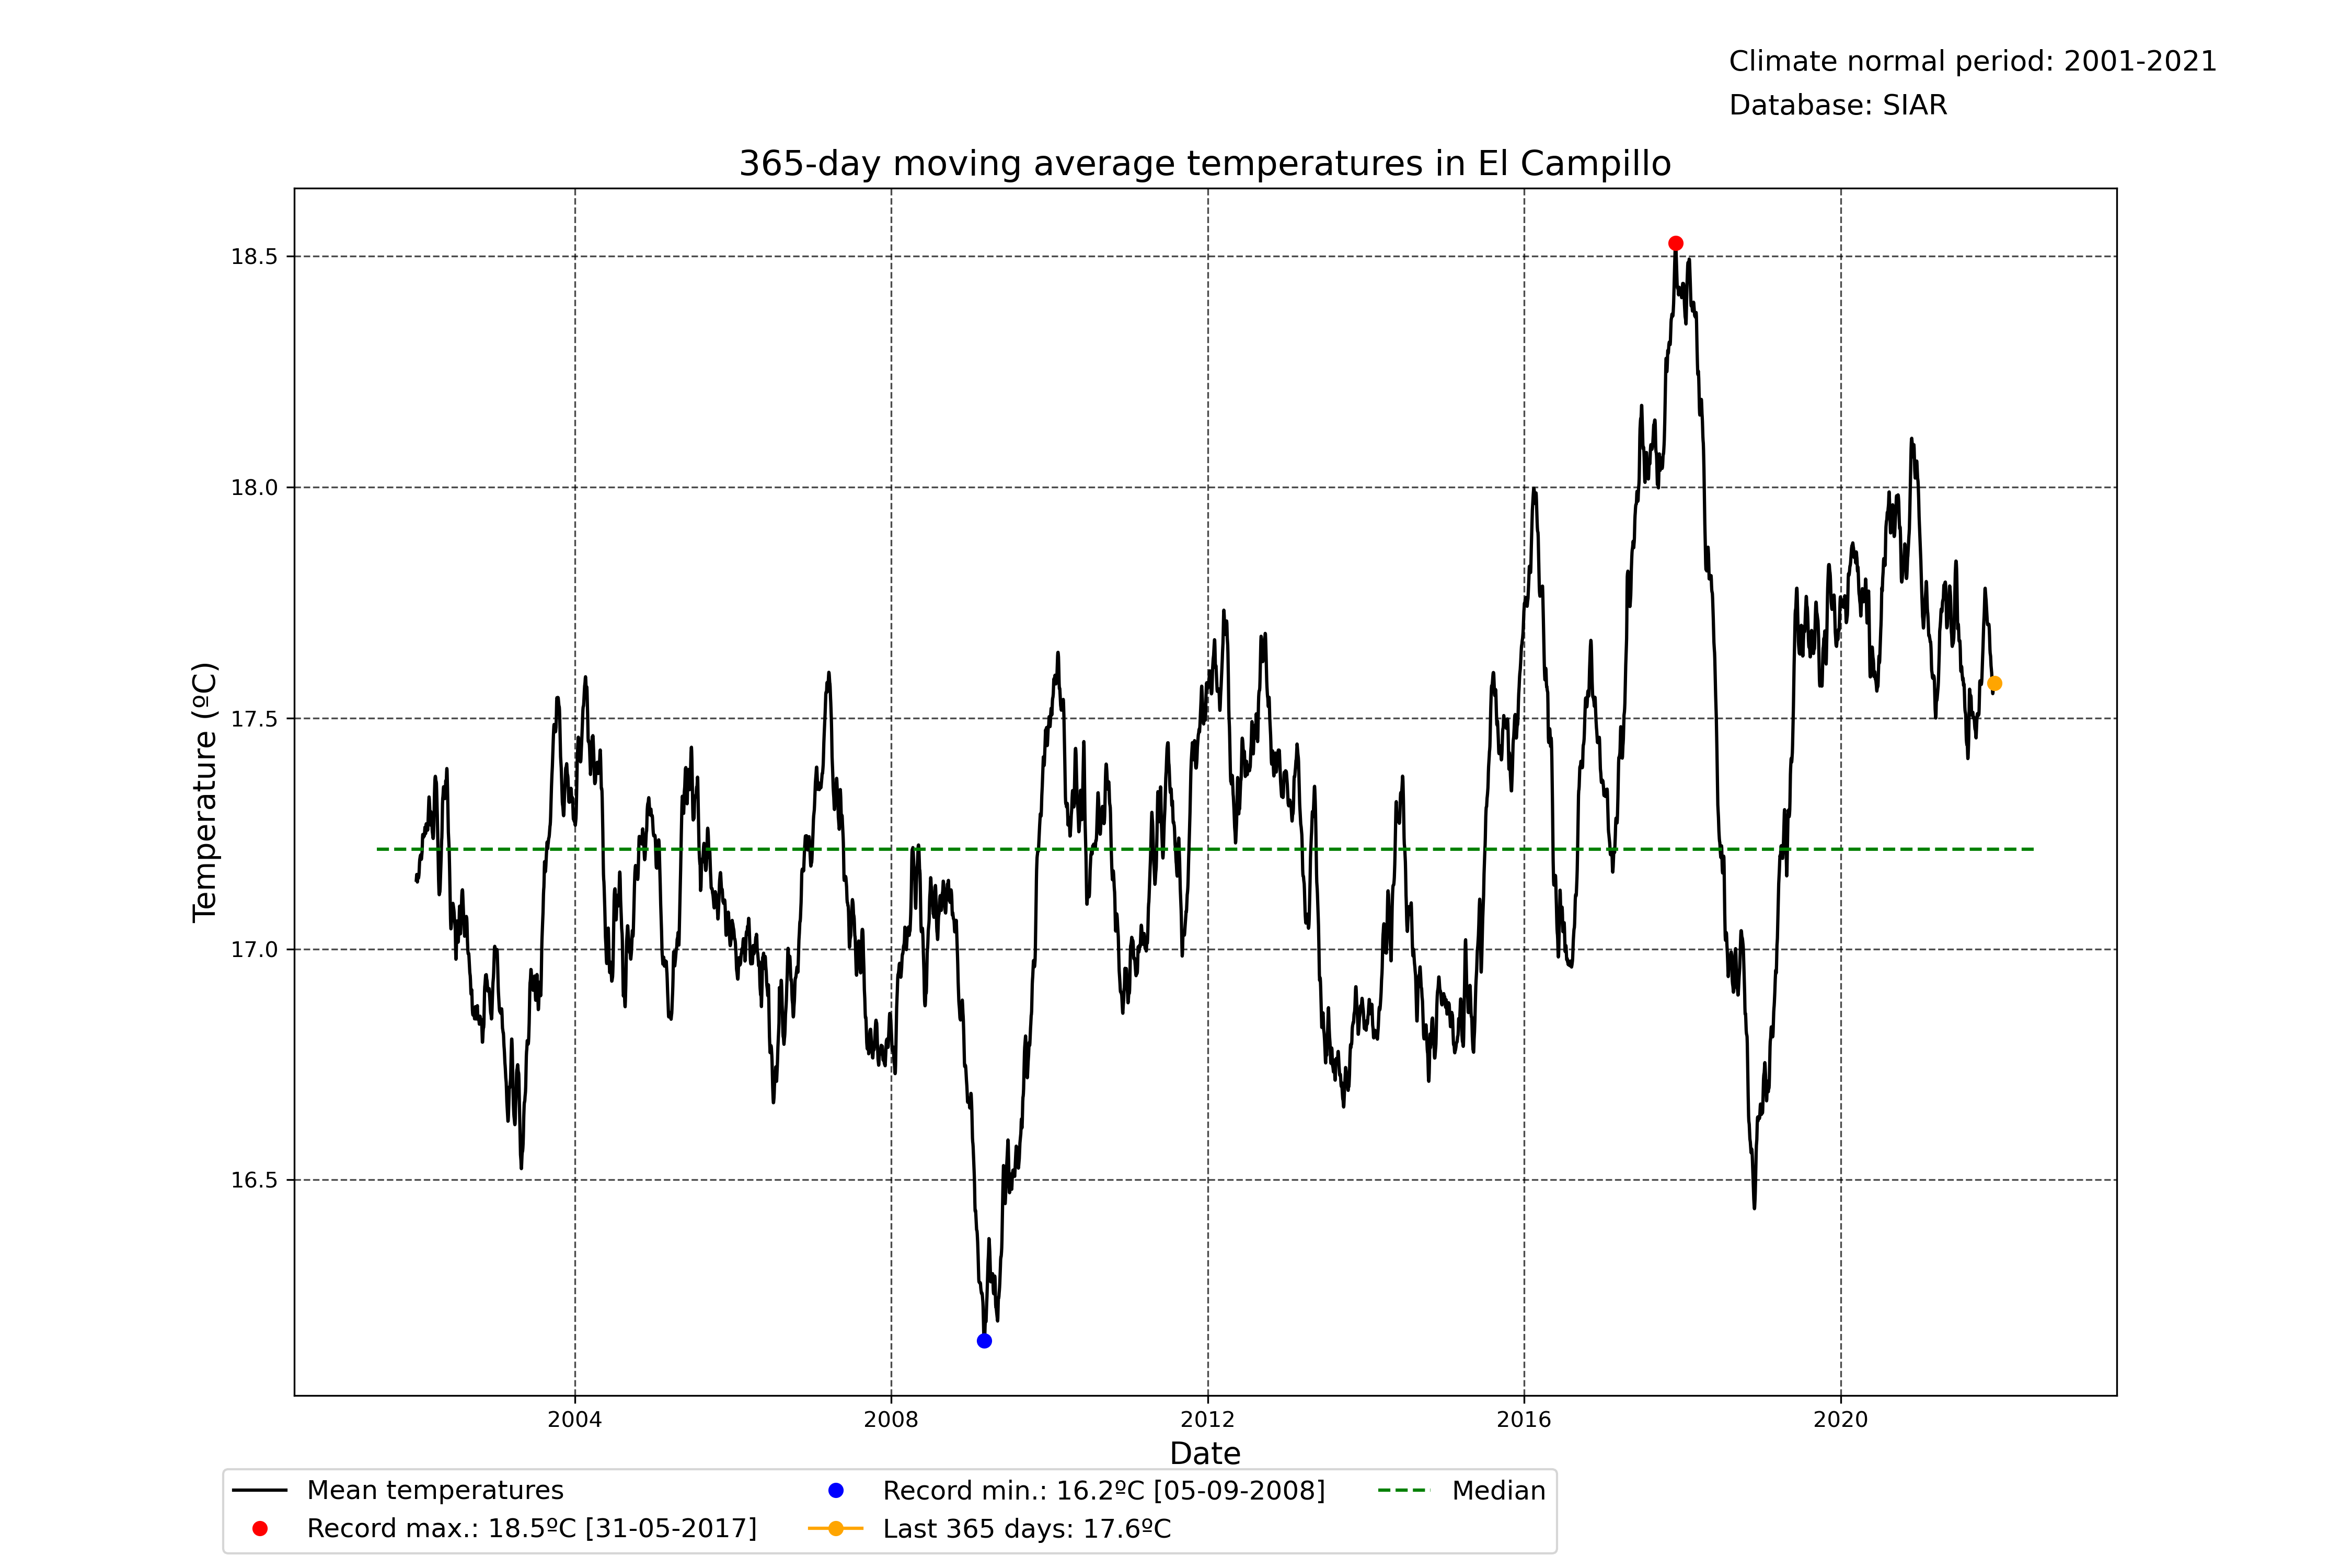 Climate normal period: 2001-2021
Database: SIAR
365-day moving average temperatures in El Campillo
18.5
18.0
17.5
17.0
16.5
Temperature (ºC)
2004 2008 2012 2016 2020
Date
Mean temperatures
Record max.: 18.5ºC [31-05-2017]
Record min.: 16.2ºC [05-09-2008]
Last 365 days: 17.6ºC
Median